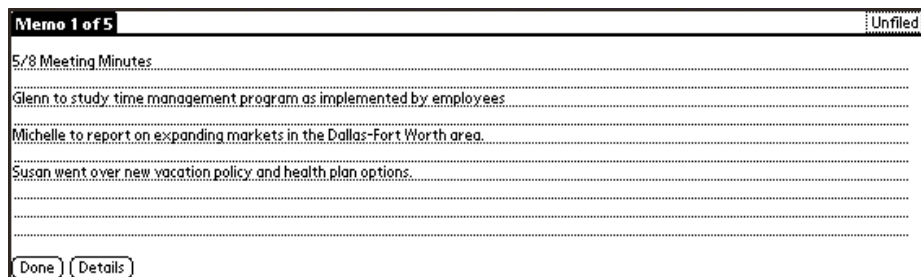 Memo 1 of 5 Unfiled
5/8 Meeting Minutes
Glenn to study time management program as implemented by employees
Michelle to report on expanding markets in the Dallas-Fort Worth area.
Susan went over new vacation policy and health plan options.
Done Details